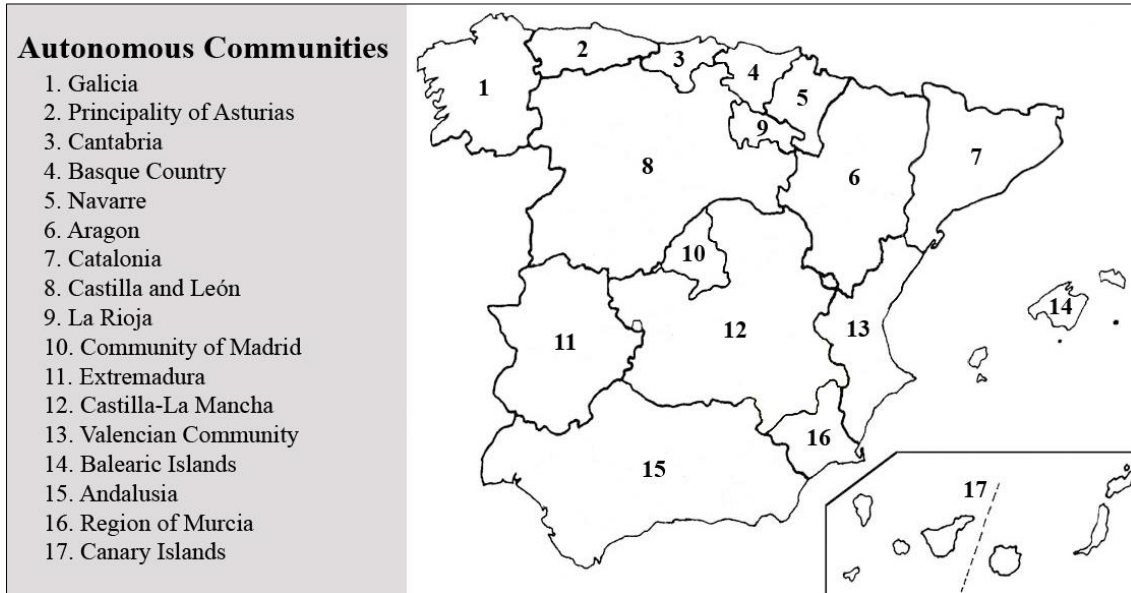 Autonomous Communities
1. Galicia
2. Principality of Asturias
3. Cantabria
4. Basque Country
5. Navarre
6. Aragon
7. Catalonia
8. Castilla and León
9. La Rioja
10. Community of Madrid
11. Extremadura
12. Castilla-La Mancha
13. Valencian Community
14. Balearic Islands
15. Andalusia
16. Region of Murcia
17. Canary Islands
1
2
3
4
5
9
6
7
8
10
11
12
13
14
16
15
17